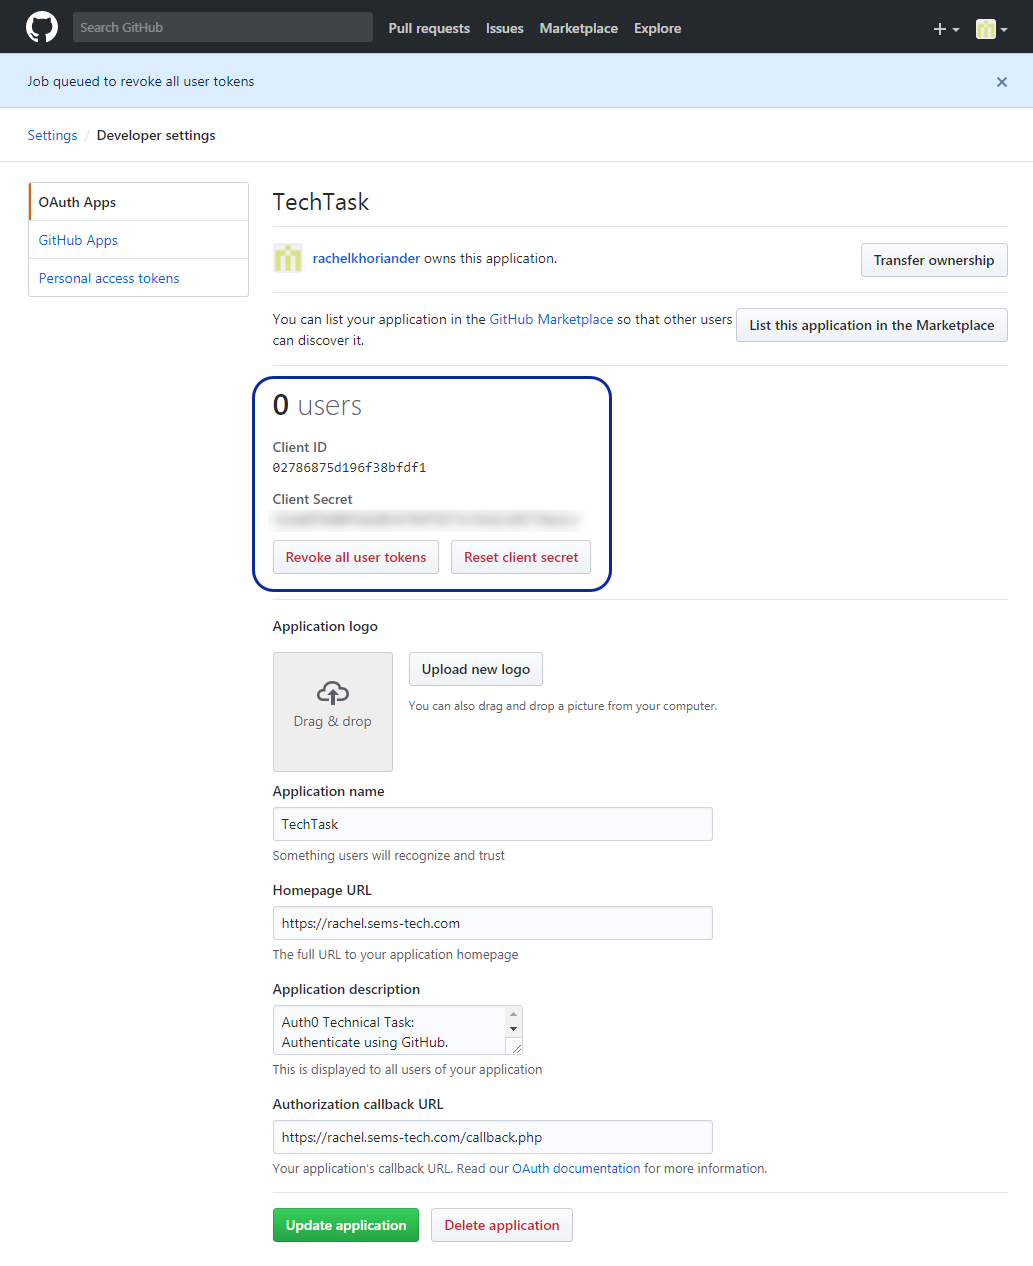 Search GitHub Pull requests Issues Marketplace Explore
Job queued to revoke all user tokens
Settings / Developer settings
OAuth Apps
GitHub Apps
Personal access tokens
TechTask
rachelkhoriander owns this application.
Transfer ownership
You can list your application in the GitHub Marketplace so that other users
can discover it.
List this application in the Marketplace
0 users
Client ID
02786875d196f38bfdf1
Client Secret
Revoke all user tokens Reset client secret
Application logo
Drag & drop
Upload new logo
You can also drag and drop a picture from your computer.
Application name
TechTask
Something users will recognize and trust
Homepage URL
https://rachel.sems-tech.com
The full URL to your application homepage
Application description
Auth0 Technical Task:
Authenticate using GitHub.
This is displayed to all users of your application
Authorization callback URL
https://rachel.sems-tech.com/callback.php
Your application's callback URL. Read our OAuth documentation for more information.
Update application Delete application